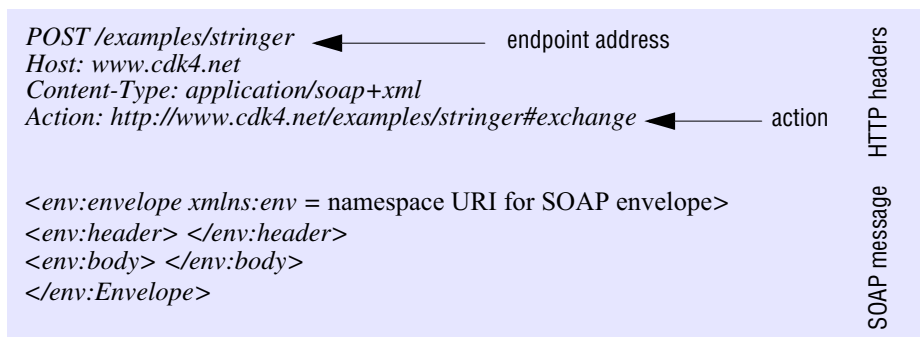 POST /examples/stringer endpoint address
Host: www.cdk4.net
Content-Type: application/soap+xml
Action: http://www.cdk4.net/examples/stringer#exchange action
HTTP headers
<env:envelope xmlns:env = namespace URI for SOAP envelope>
<env:header> </env:header>
<env:body> </env:body>
</env:Envelope>
SOAP message